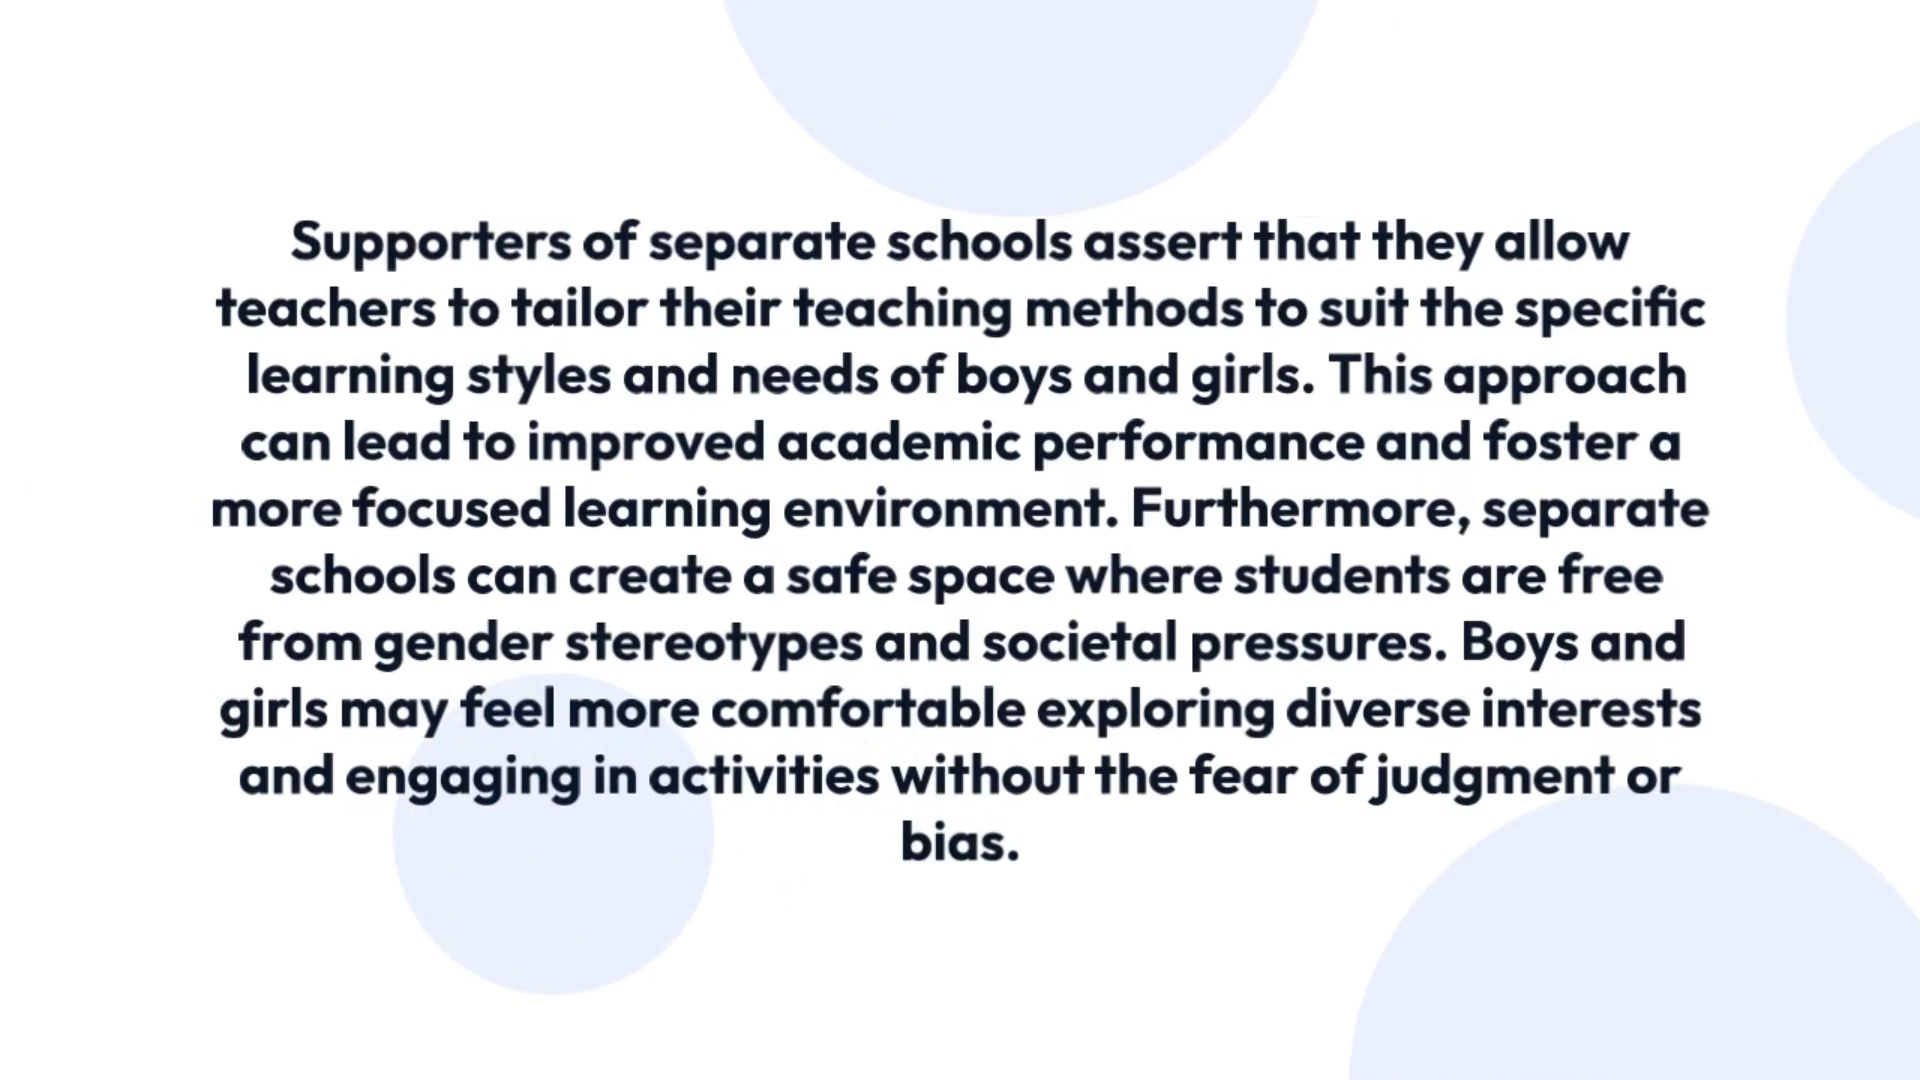 Supporters of separate schools assert that they allow
teachers to tailor their teaching methods to suit the specific
learning styles and needs of boys and girls. This approach
can lead to improved academic performance and foster a
more focused learning environment. Furthermore, separate
schools can create a safe space where students are free
from gender stereotypes and societal pressures. Boys and
girls may feel more comfortable exploring diverse interests
and engaging in activities without the fear of judgment or
bias.